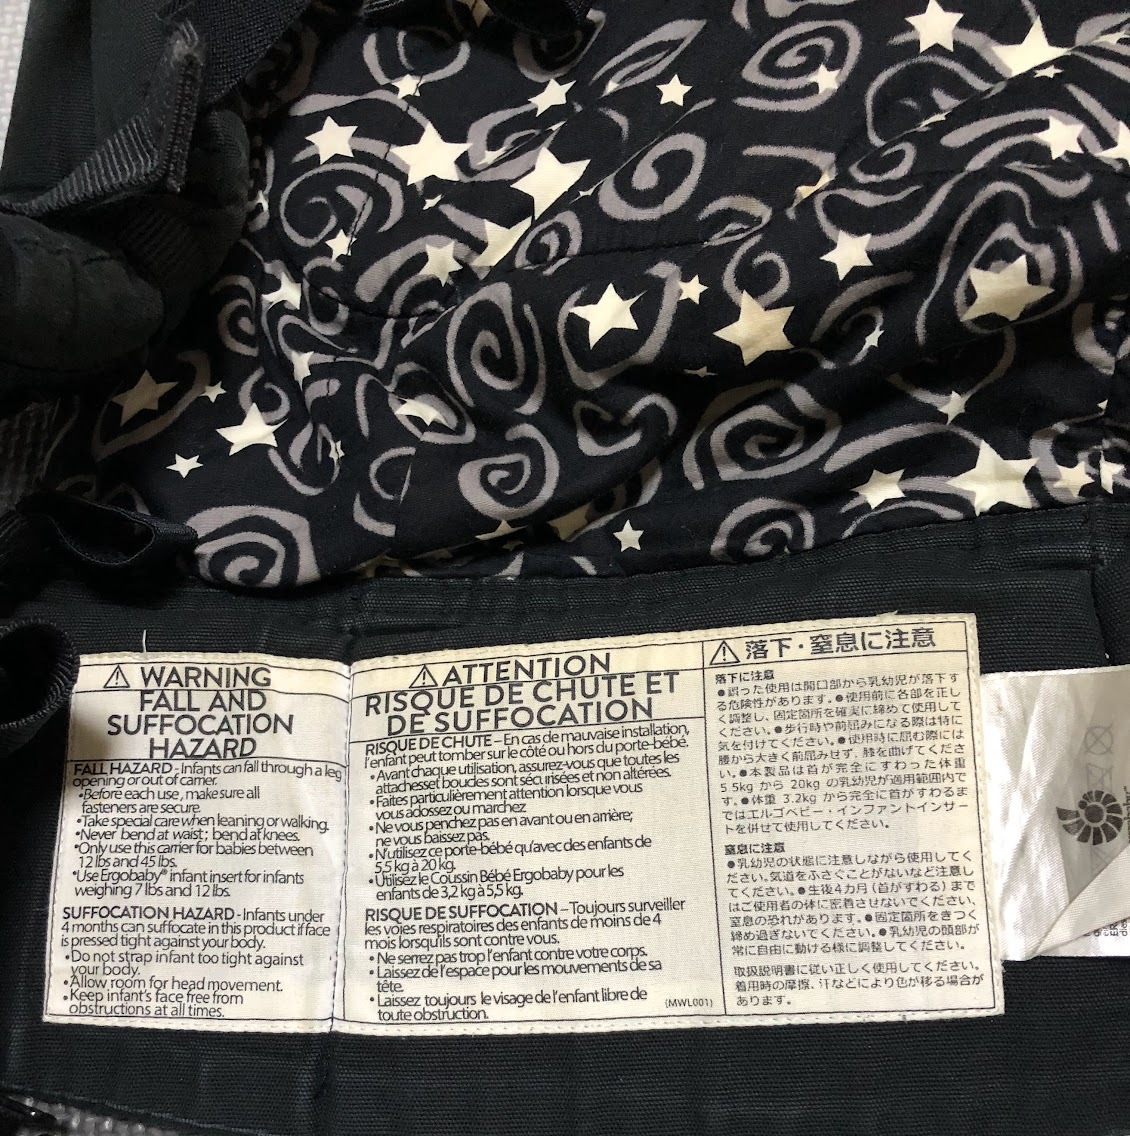 ⚠ WARNING
FALL AND
SUFFOCATION
HAZARD
FALL HAZARD - Infants can fall through a leg
opening or out of carrier.
•Before each use, make sure all
fasteners are secure.
•Take special care when leaning or walking.
•Never bend at waist; bend at knees.
•Only use this carrier for babies between
12 lbs and 45 lbs.
•Use Ergobaby® infant insert for infants
weighing 7 lbs and 12 lbs.
SUFFOCATION HAZARD - Infants under
4 months can suffocate in this product if face
is pressed tight against your body.
•Do not strap infant too tight against
your body.
•Allow room for head movement.
•Keep infant's face free from
obstructions at all times.
⚠ ATTENTION
RISQUE DE CHUTE ET
DE SUFFOCATION
RISQUE DE CHUTE – En cas de mauvaise installation,
l'enfant peut tomber sur le côté ou hors du porte-bébé.
• Avant chaque utilisation, assurez-vous que toutes les
attaches et boucles sont sécurisées et non altérées.
• Faites particulièrement attention lorsque vous
vous adossez ou marchez
• Ne vous penchez pas en avant ou en arrière;
ne vous baissez pas.
• N'utilisez ce porte-bébé qu'avec des enfants de
5,5 kg à 20 kg.
• Utilisez le Coussin Bébé Ergobaby pour les
enfants de 3,2 kg à 5,5 kg.
RISQUE DE SUFFOCATION – Toujours surveiller
les voies respiratoires des enfants de moins de 4
mois lorsqu'ils sont contre vous.
• Ne serrez pas trop l'enfant contre votre corps.
• Laissez de l'espace pour les mouvements de sa
tête.
• Laissez toujours le visage de l'enfant libre de
toute obstruction.
(MWL001)
⚠ 落下・窒息に注意
落下に注意
●誤った使用は開口部から乳幼児が落下す
る危険性があります。●使用前に各部を正し
く調整し、固定箇所を確実に締めて使用して
ください。●歩行時や前屈みになる際は特に
気を付けてください。●使用時に屈む際には
腰から大きく前屈みせず、膝を曲げてくださ
い。●本製品は首が完全にすわった体重
5.5kg から 20kg の乳幼児が適用範囲内で
す。●体重 3.2kg から完全に首がすわるま
ではエルゴベビー・インファントインサー
トを併せて使用してください。
窒息に注意
●乳幼児の状態に注意しながら使用してく
ださい。気道をふさぐことがないなど注意し
てください。●生後4カ月(首がすわる)まで
はご使用者の体に密着させないでください。
窒息の恐れがあります。●固定箇所をきつく
締め過ぎないでください。●乳幼児の頭部が
常に自由に動ける様に調整してください。
取扱説明書に従い正しく使用してください。
着用時の摩擦、汗などにより色が移る場合が
あります。